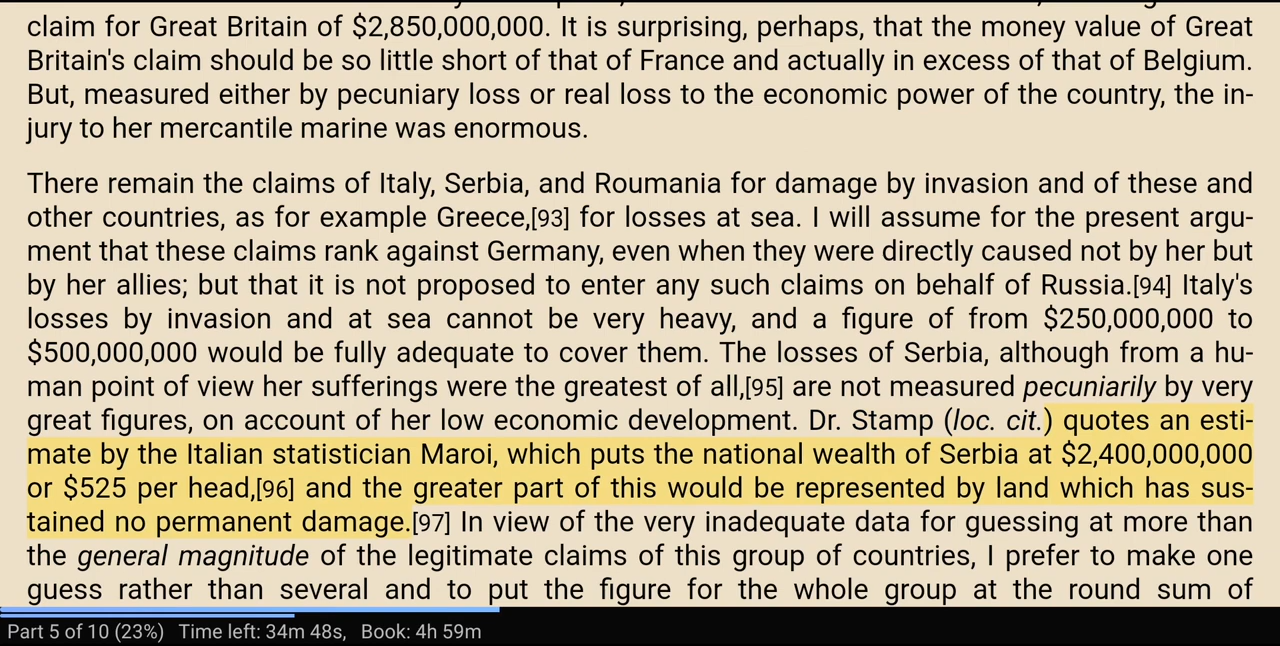 claim for Great Britain of $2,850,000,000. It is surprising, perhaps, that the money value of Great
Britain's claim should be so little short of that of France and actually in excess of that of Belgium.
But, measured either by pecuniary loss or real loss to the economic power of the country, the in-
jury to her mercantile marine was enormous.
There remain the claims of Italy, Serbia, and Roumania for damage by invasion and of these and
other countries, as for example Greece,[93] for losses at sea. I will assume for the present argu-
ment that these claims rank against Germany, even when they were directly caused not by her but
by her allies; but that it is not proposed to enter any such claims on behalf of Russia.[94] Italy's
losses by invasion and at sea cannot be very heavy, and a figure of from $250,000,000 to
$500,000,000 would be fully adequate to cover them. The losses of Serbia, although from a hu-
man point of view her sufferings were the greatest of all,[95] are not measured pecuniarily by very
great figures, on account of her low economic development. Dr. Stamp (loc. cit.) quotes an esti-
mate by the Italian statistician Maroi, which puts the national wealth of Serbia at $2,400,000,000
or $525 per head,[96] and the greater part of this would be represented by land which has sus-
tained no permanent damage.[97] In view of the very inadequate data for guessing at more than
the general magnitude of the legitimate claims of this group of countries, I prefer to make one
guess rather than several and to put the figure for the whole group at the round sum of
Part 5 of 10 (23%) Time left: 34m 48s, Book: 4h 59m